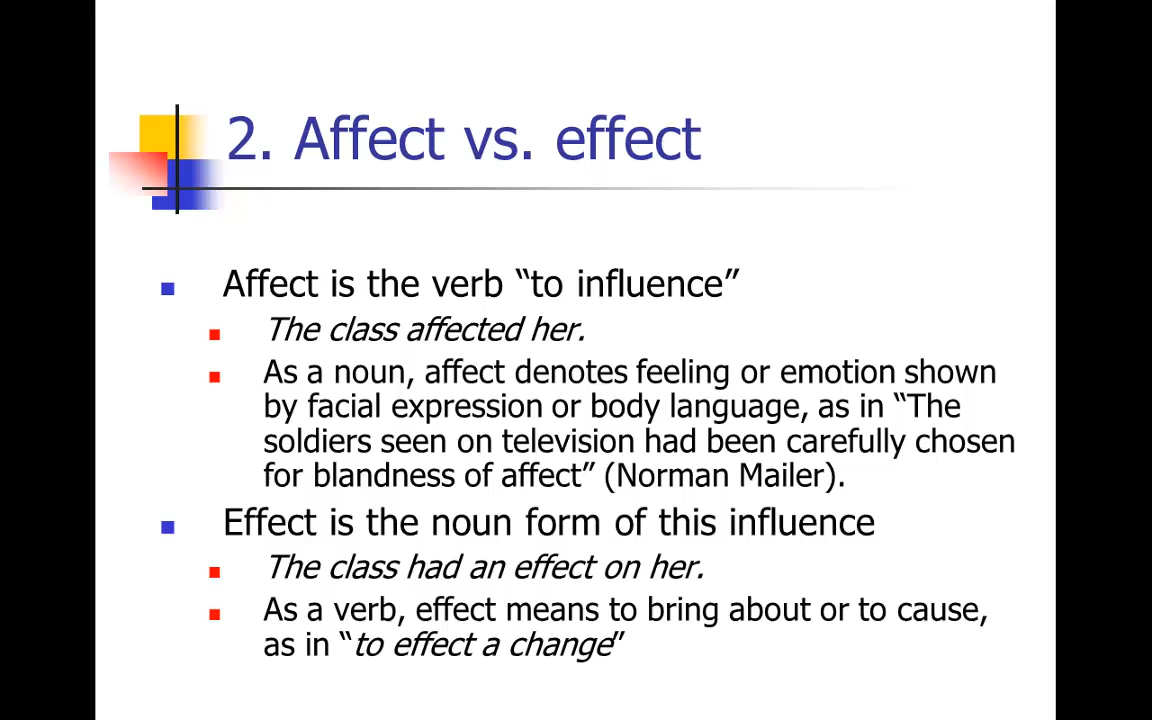 2. Affect vs. effect
Affect is the verb “to influence”
The class affected her.
As a noun, affect denotes feeling or emotion shown
by facial expression or body language, as in “The
soldiers seen on television had been carefully chosen
for blandness of affect” (Norman Mailer).
Effect is the noun form of this influence
The class had an effect on her.
As a verb, effect means to bring about or to cause,
as in “to effect a change”